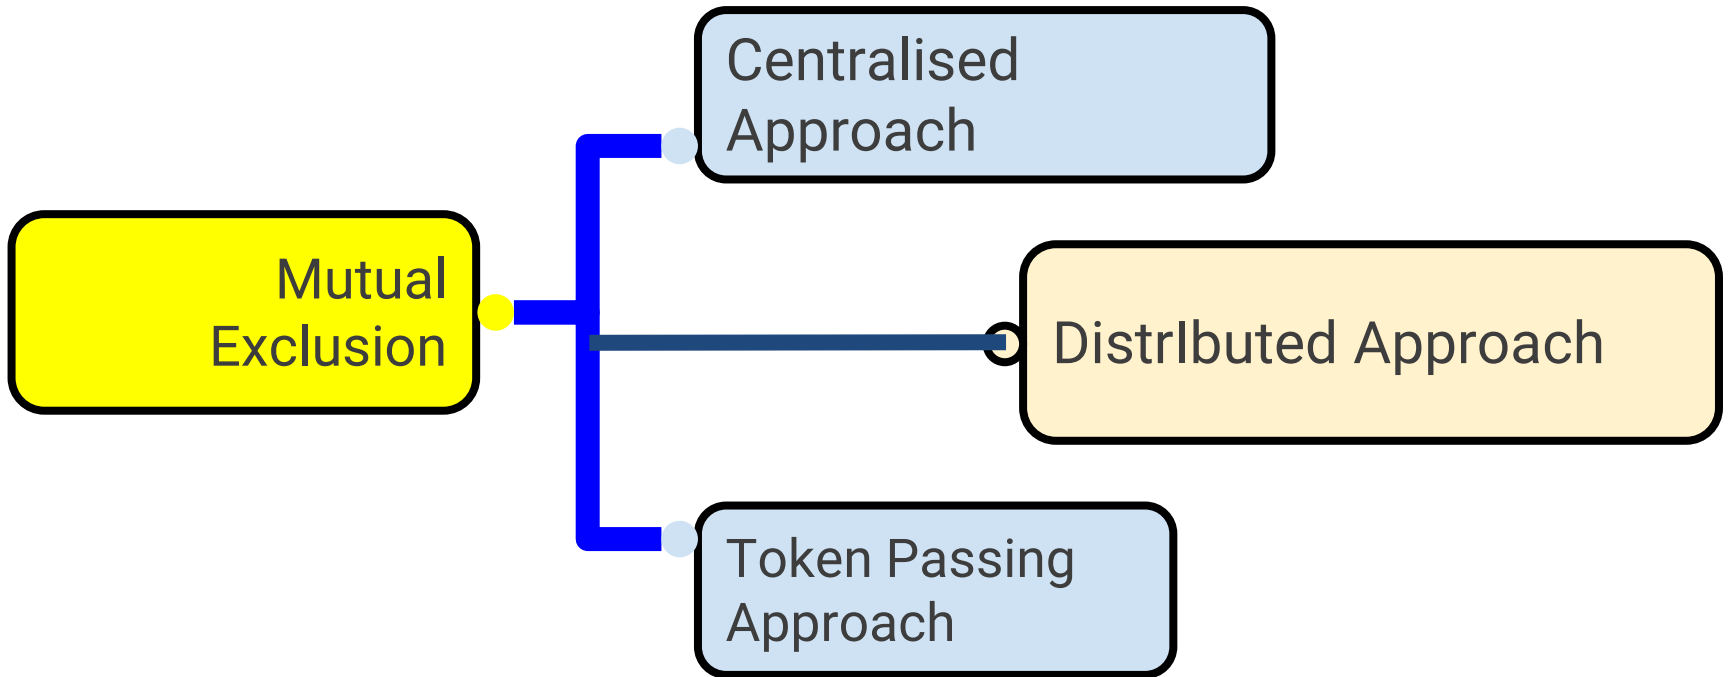 Centralised
Approach
Mutual
Exclusion
DistrIbuted Approach
Token Passing
Approach